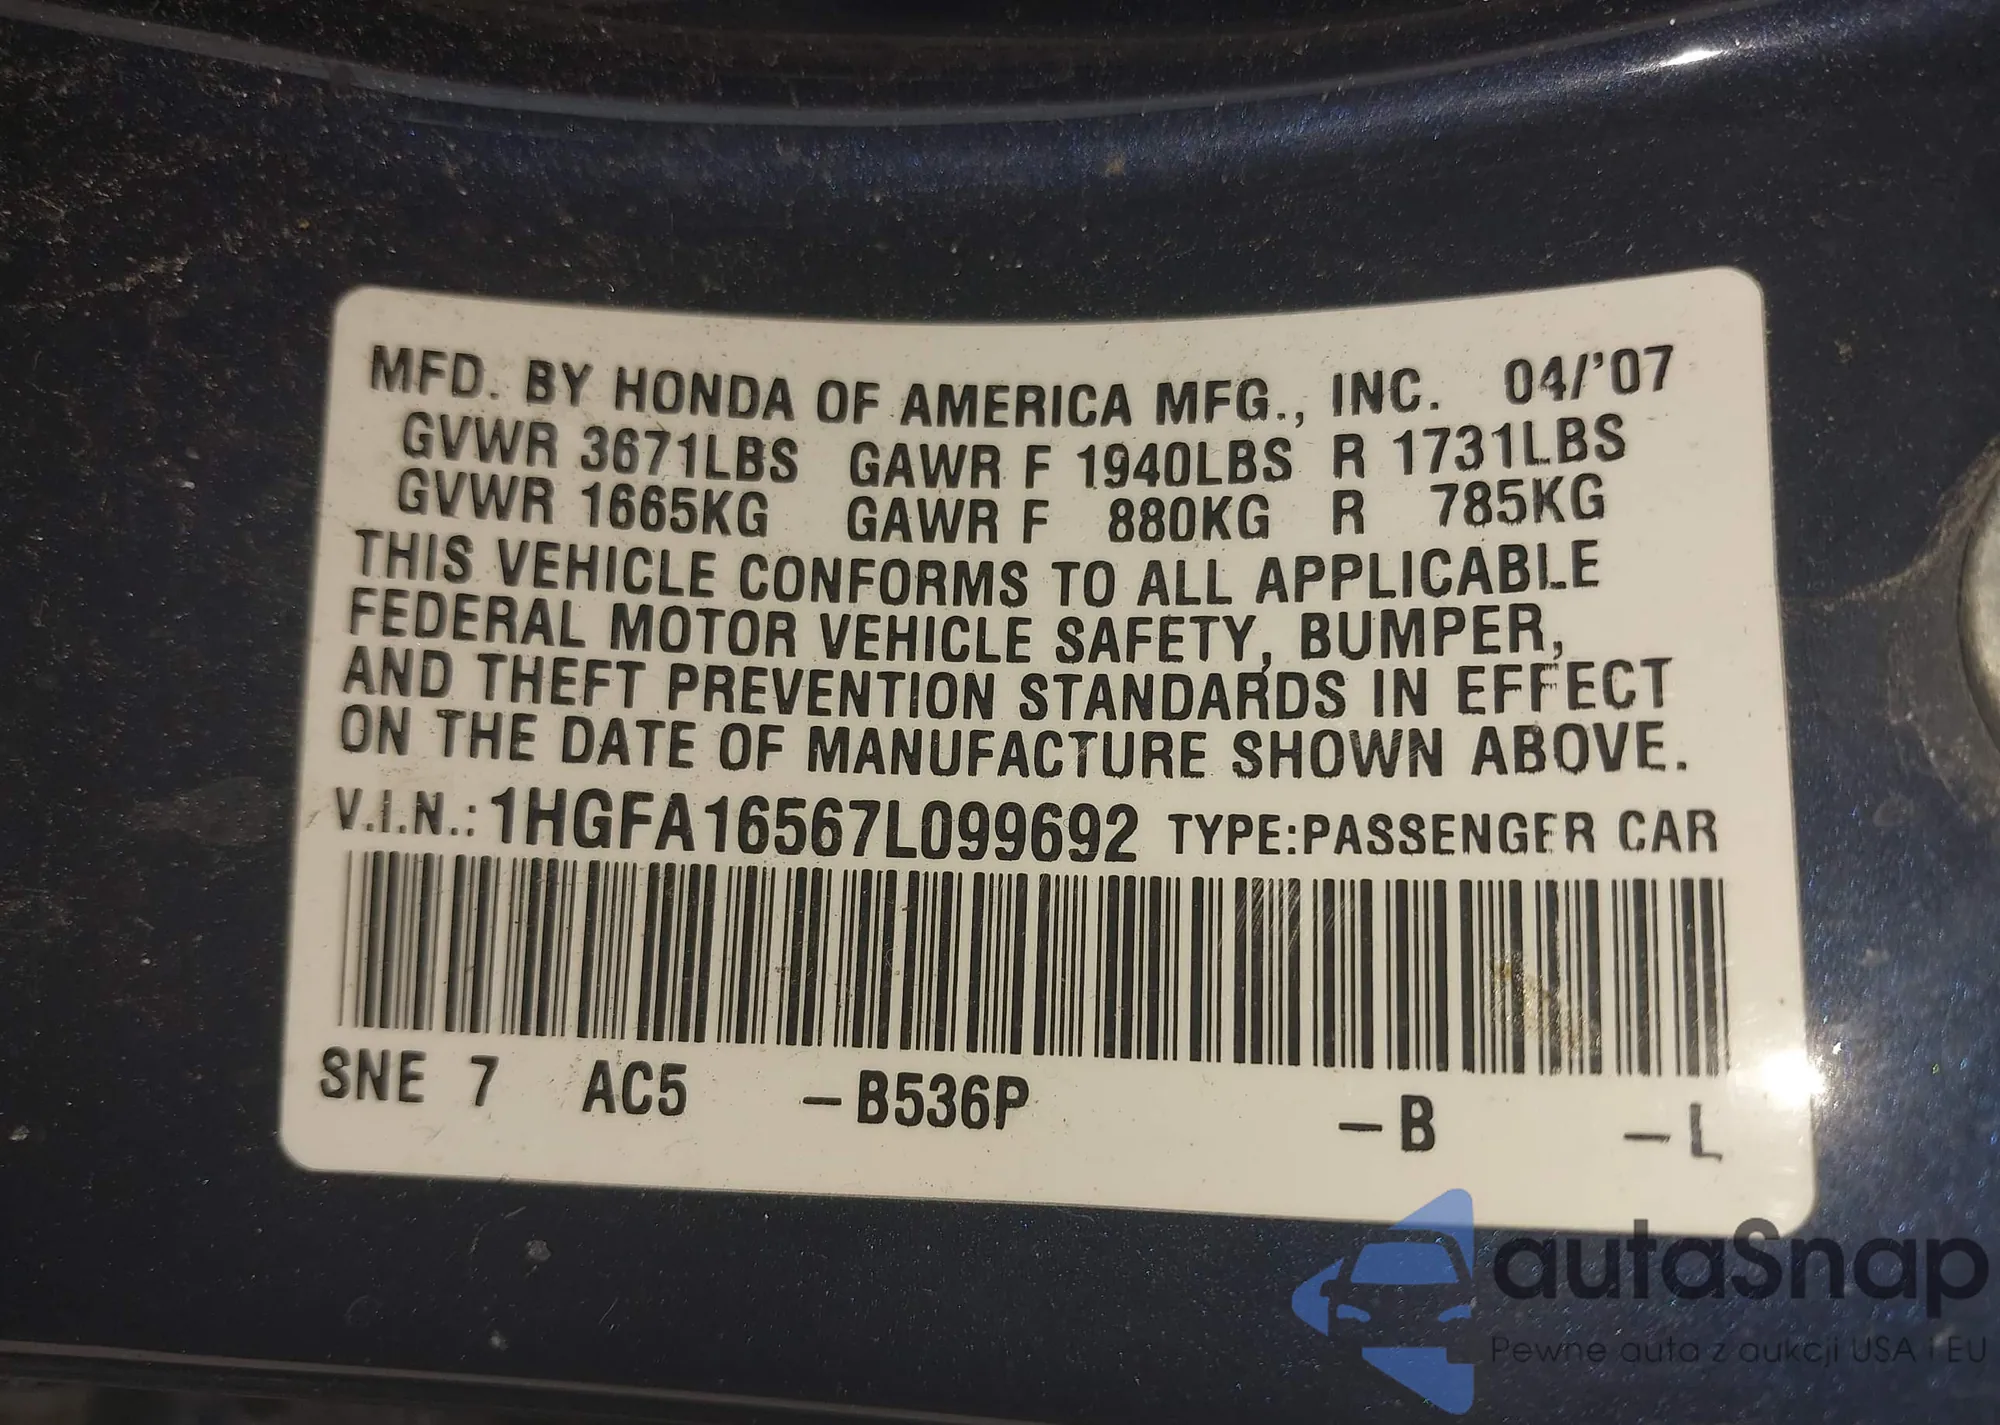 MFD. BY HONDA OF AMERICA MFG., INC. 04/'07
GVWR 3671LBS GAWR F 1940LBS R 1731LBS
GVWR 1665KG GAWR F 880KG R 785KG
THIS VEHICLE CONFORMS TO ALL APPLICABLE
FEDERAL MOTOR VEHICLE SAFETY, BUMPER,
AND THEFT PREVENTION STANDARDS IN EFFECT
ON THE DATE OF MANUFACTURE SHOWN ABOVE.
V.I.N.: 1HGFA16567L099692 TYPE:PASSENGER CAR
SNE 7 AC5 –B536P –B –L
autaSnap
Pewne auta z aukcji USA i EU